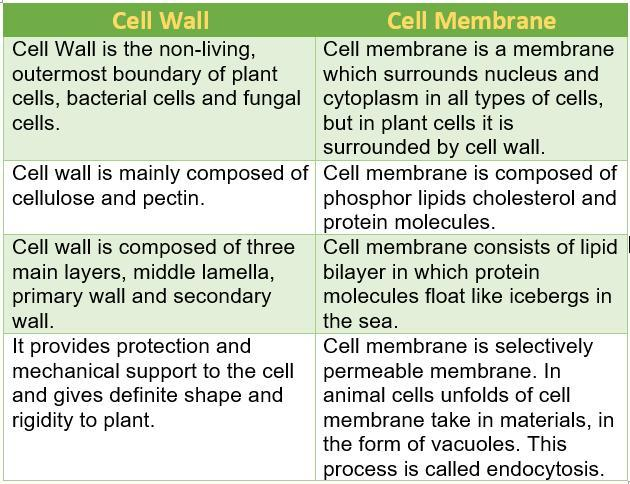 Cell Wall
Cell Membrane
Cell Wall is the non-living,
outermost boundary of plant
cells, bacterial cells and fungal
cells.
Cell membrane is a membrane
which surrounds nucleus and
cytoplasm in all types of cells,
but in plant cells it is
surrounded by cell wall.
Cell wall is mainly composed of
cellulose and pectin.
Cell membrane is composed of
phosphor lipids cholesterol and
protein molecules.
Cell wall is composed of three
main layers, middle lamella,
primary wall and secondary
wall.
Cell membrane consists of lipid
bilayer in which protein
molecules float like icebergs in
the sea.
It provides protection and
mechanical support to the cell
and gives definite shape and
rigidity to plant.
Cell membrane is selectively
permeable membrane. In
animal cells unfolds of cell
membrane take in materials, in
the form of vacuoles. This
process is called endocytosis.